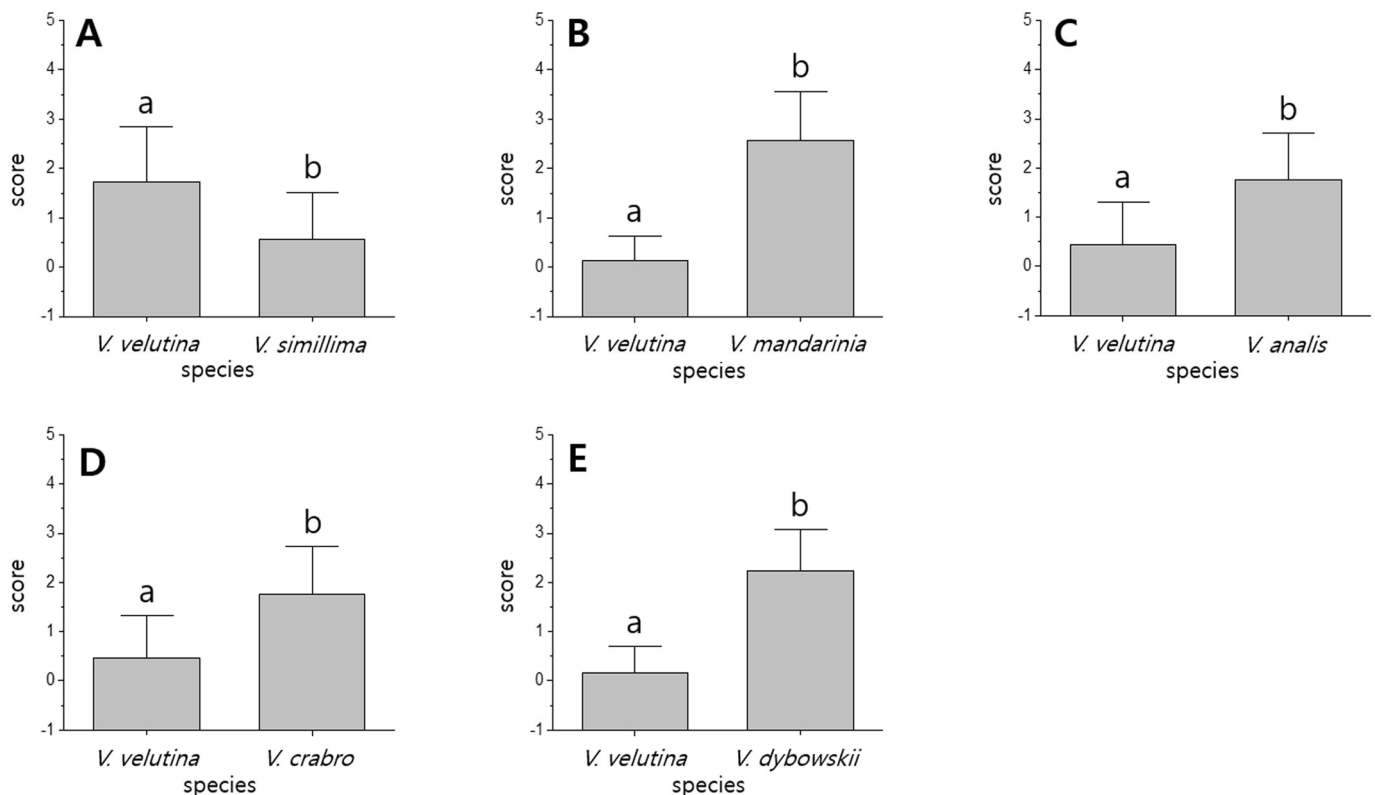 A
score
5
4
3
2
1
0
-1
a
b
V. velutina V. simillima
species
B
score
5
4
3
2
1
0
-1
a
b
V. velutina V. mandarinia
species
C
score
5
4
3
2
1
0
-1
a
b
V. velutina V. analis
species
D
score
5
4
3
2
1
0
-1
a
b
V. velutina V. crabro
species
E
score
5
4
3
2
1
0
-1
a
b
V. velutina V. dybowskii
species